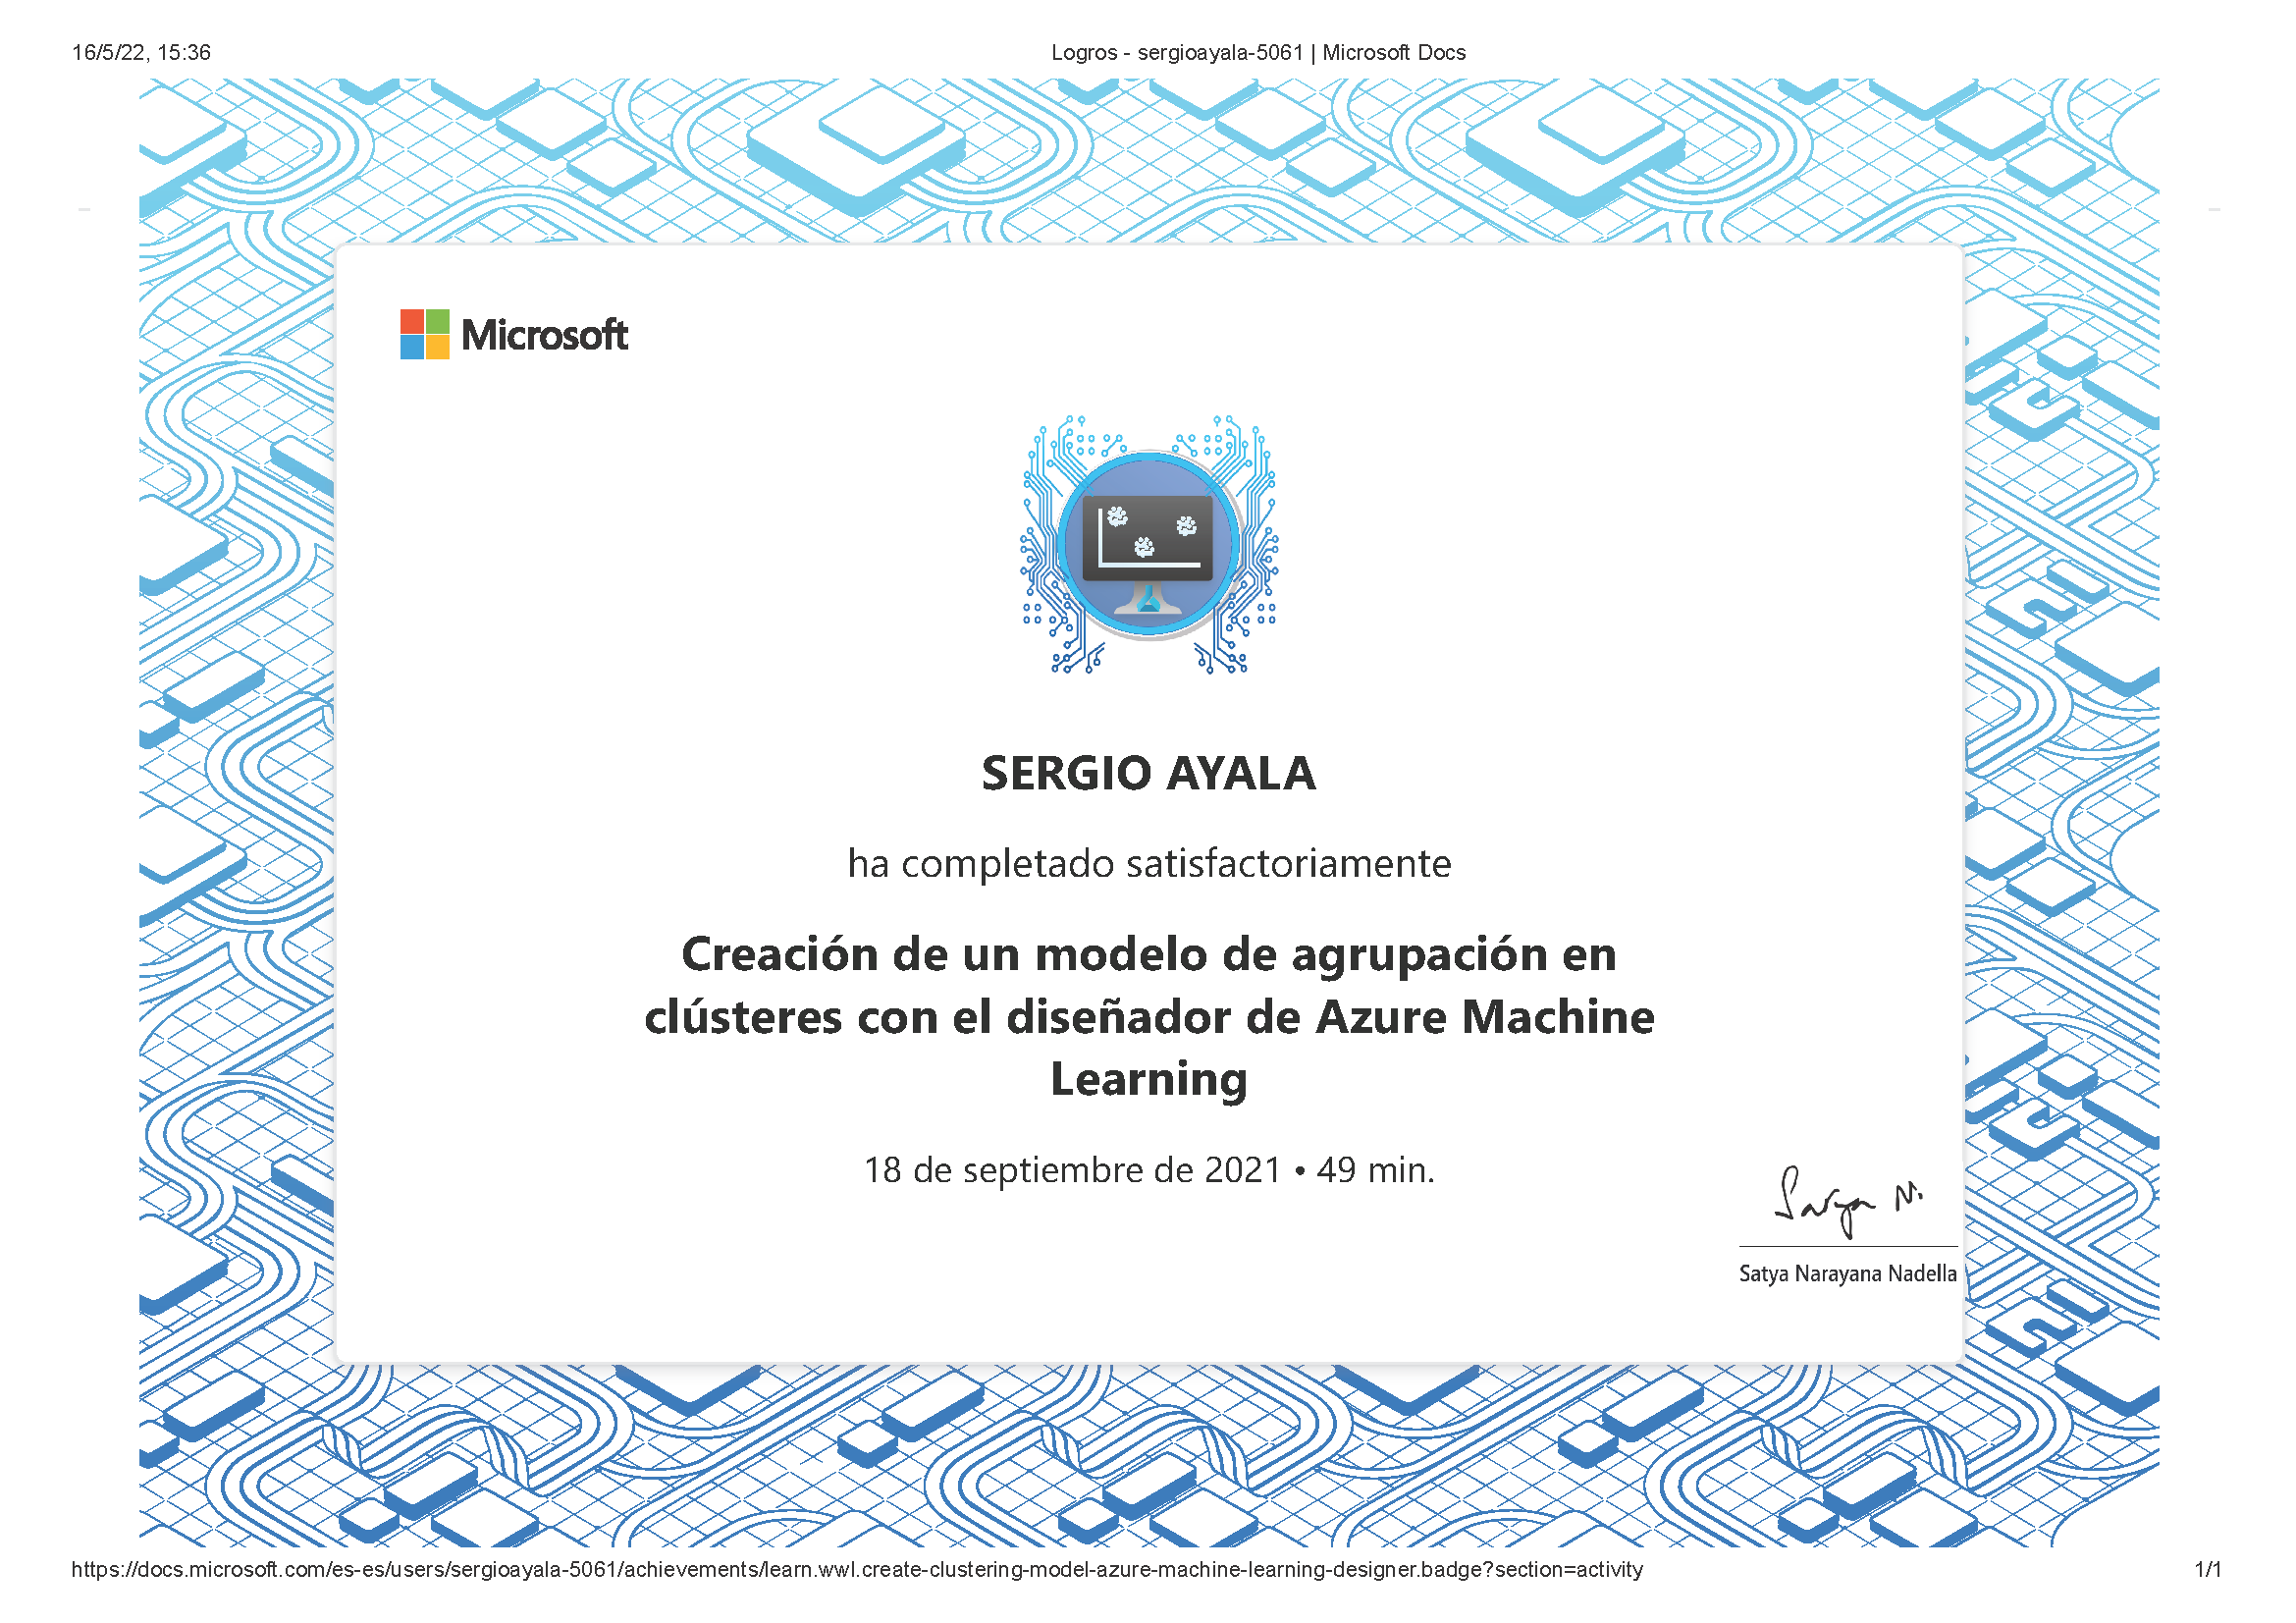 16/5/22, 15:36
Logros - sergioayala-5061 | Microsoft Docs
Microsoft
SERGIO AYALA
ha completado satisfactoriamente
Creación de un modelo de agrupación en
clústeres con el diseñador de Azure Machine
Learning
18 de septiembre de 2021 • 49 min.
Satya N.
Satya Narayana Nadella
https://docs.microsoft.com/es-es/users/sergioayala-5061/achievements/learn.wwl.create-clustering-model-azure-machine-learning-designer.badge?section=activity
1/1